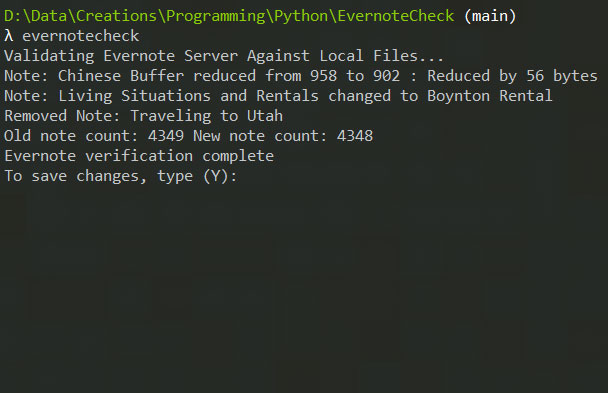 D:\Data\Creations\Programming\Python\EvernoteCheck (main)
λ evernotecheck
Validating Evernote Server Against Local Files...
Note: Chinese Buffer reduced from 958 to 902 : Reduced by 56 bytes
Note: Living Situations and Rentals changed to Boynton Rental
Removed Note: Traveling to Utah
Old note count: 4349 New note count: 4348
Evernote verification complete
To save changes, type (Y):